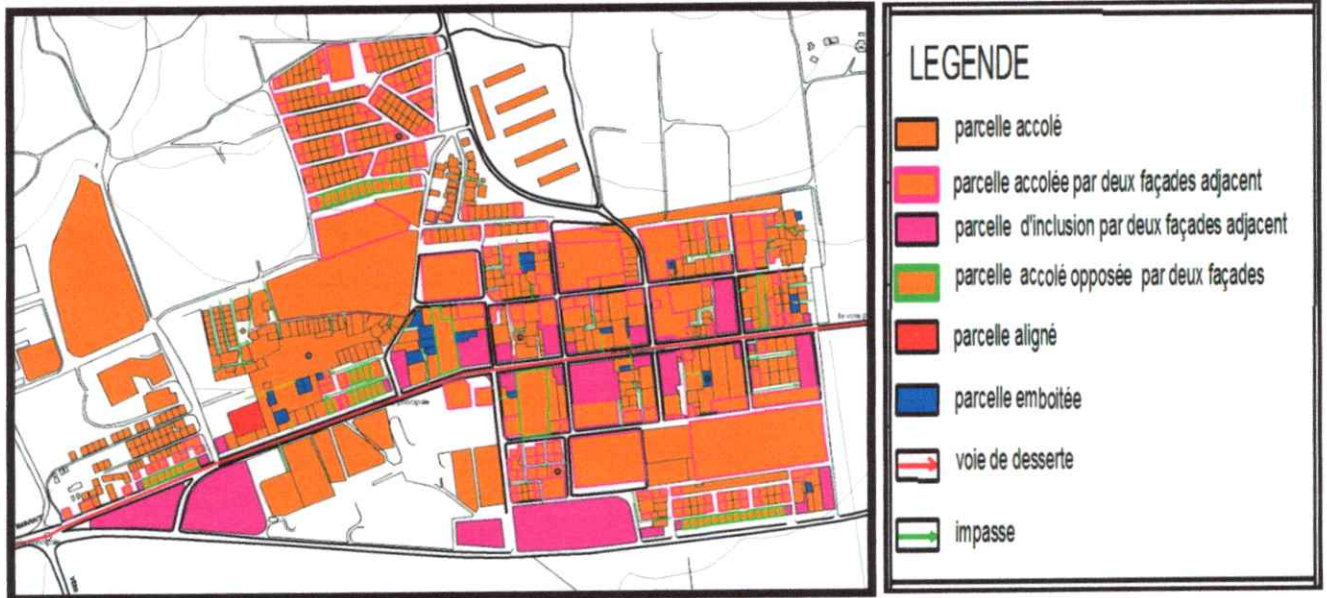 LEGENDE
parcelle accolé
parcelle accolée par deux façades adjacent
parcelle d'inclusion par deux façades adjacent
parcelle accolé opposée par deux façades
parcelle aligné
parcelle emboitée
voie de desserte
impasse